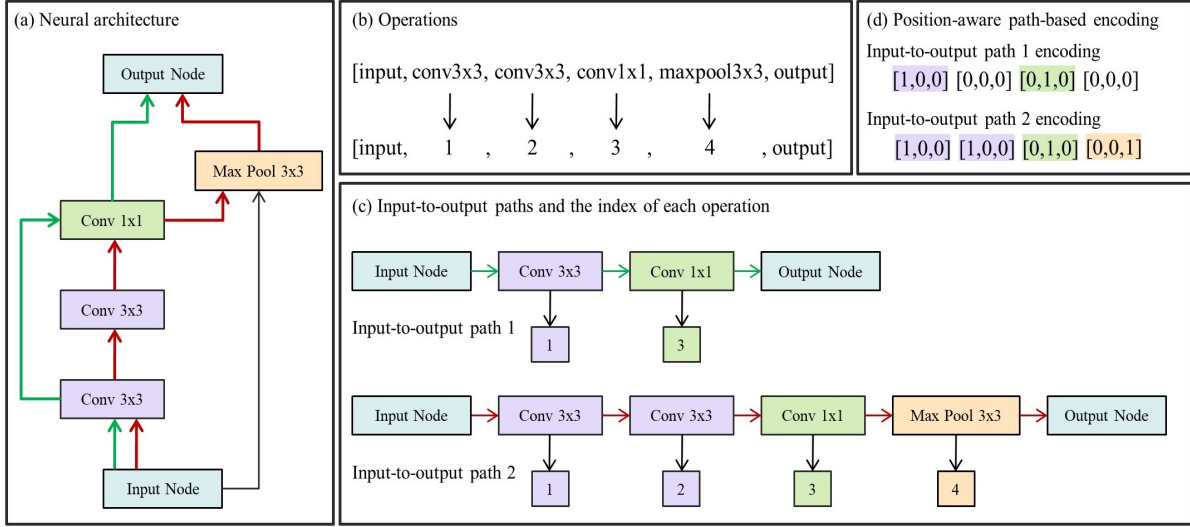 (a) Neural architecture
Output Node
Max Pool 3x3
Conv 1x1
Conv 3x3
Conv 3x3
Input Node
(b) Operations
[input, conv3x3, conv3x3, conv1x1, maxpool3x3, output]
[input, 1 , 2 , 3 , 4 , output]
(d) Position-aware path-based encoding
Input-to-output path 1 encoding
[1,0,0] [0,0,0] [0,1,0] [0,0,0]
Input-to-output path 2 encoding
[1,0,0] [1,0,0] [0,1,0] [0,0,1]
(c) Input-to-output paths and the index of each operation
Input Node Conv 3x3 Conv 1x1 Output Node
Input-to-output path 1
1 3
Input Node Conv 3x3 Conv 3x3 Conv 1x1 Max Pool 3x3 Output Node
Input-to-output path 2
1 2 3 4